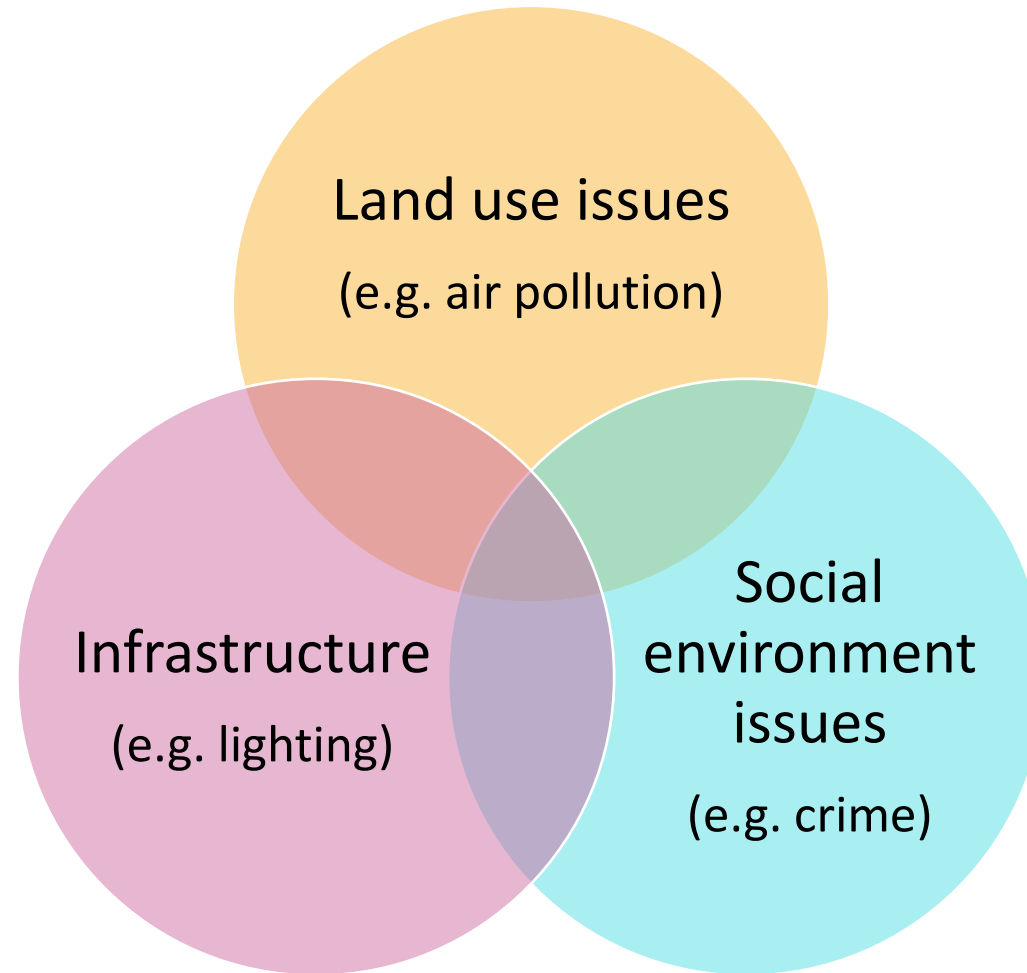 Land use issues
(e.g. air pollution)
Infrastructure
(e.g. lighting)
Social
environment
issues
(e.g. crime)